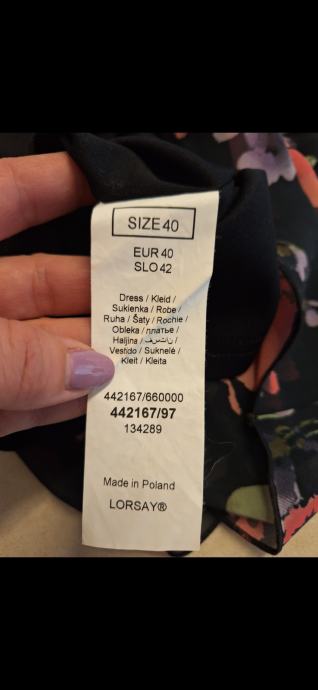 SIZE 40
EUR 40
SLO 42
Dress / Kleid /
Sukienka / Robe /
Ruha / Šaty / Rochie /
Obleka / платье /
Haljina / فستان /
Vestido / Suknelė /
Kleit / Kleita
442167/660000
442167/97
134289
Made in Poland
LORSAY®